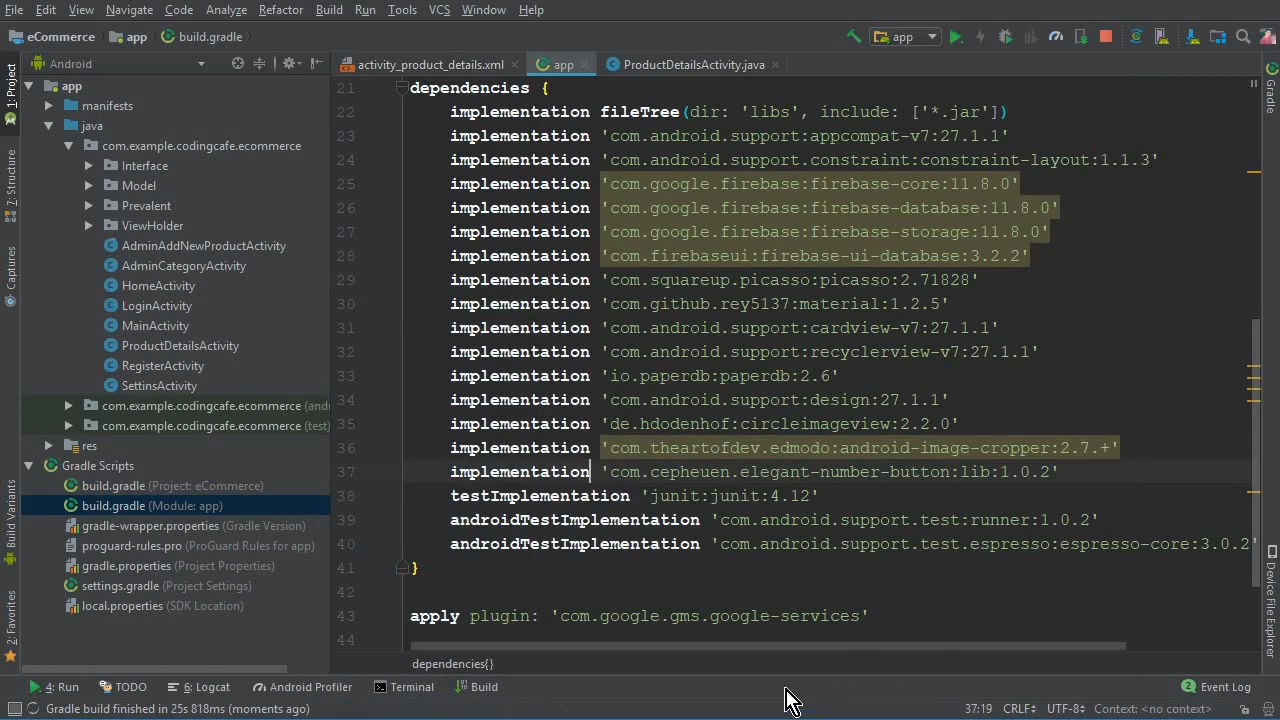 File Edit View Navigate Code Analyze Refactor Build Run Tools VCS Window Help
eCommerce app build.gradle app
Android activity_product_details.xml app ProductDetailsActivity.java
1: Project
7: Structure
Captures
Build Variants
2: Favorites
app
manifests
java
com.example.codingcafe.ecommerce
Interface
Model
Prevalent
ViewHolder
AdminAddNewProductActivity
AdminCategoryActivity
HomeActivity
LoginActivity
MainActivity
ProductDetailsActivity
RegisterActivity
SettinsActivity
com.example.codingcafe.ecommerce (and
com.example.codingcafe.ecommerce (test)
res
Gradle Scripts
build.gradle (Project: eCommerce)
build.gradle (Module: app)
gradle-wrapper.properties (Gradle Version)
proguard-rules.pro (ProGuard Rules for app)
gradle.properties (Project Properties)
settings.gradle (Project Settings)
local.properties (SDK Location)
21 dependencies {
22 implementation fileTree(dir: 'libs', include: ['*.jar'])
23 implementation 'com.android.support:appcompat-v7:27.1.1'
24 implementation 'com.android.support.constraint:constraint-layout:1.1.3'
25 implementation 'com.google.firebase:firebase-core:11.8.0'
26 implementation 'com.google.firebase:firebase-database:11.8.0'
27 implementation 'com.google.firebase:firebase-storage:11.8.0'
28 implementation 'com.firebaseui:firebase-ui-database:3.2.2'
29 implementation 'com.squareup.picasso:picasso:2.71828'
30 implementation 'com.github.rey5137:material:1.2.5'
31 implementation 'com.android.support:cardview-v7:27.1.1'
32 implementation 'com.android.support:recyclerview-v7:27.1.1'
33 implementation 'io.paperdb:paperdb:2.6'
34 implementation 'com.android.support:design:27.1.1'
35 implementation 'de.hdodenhof:circleimageview:2.2.0'
36 implementation 'com.theartofdev.edmodo:android-image-cropper:2.7.+'
37 implementation 'com.cepheuen.elegant-number-button:lib:1.0.2'
38 testImplementation 'junit:junit:4.12'
39 androidTestImplementation 'com.android.support.test:runner:1.0.2'
40 androidTestImplementation 'com.android.support.test.espresso:espresso-core:3.0.2'
41 }
42
43 apply plugin: 'com.google.gms.google-services'
44
dependencies{}
Gradle
Device File Explorer
4: Run TODO 6: Logcat Android Profiler Terminal Build 2 Event Log
Gradle build finished in 25s 818ms (moments ago) 37:19 CRLF÷ UTF-8÷ Context: <no context>